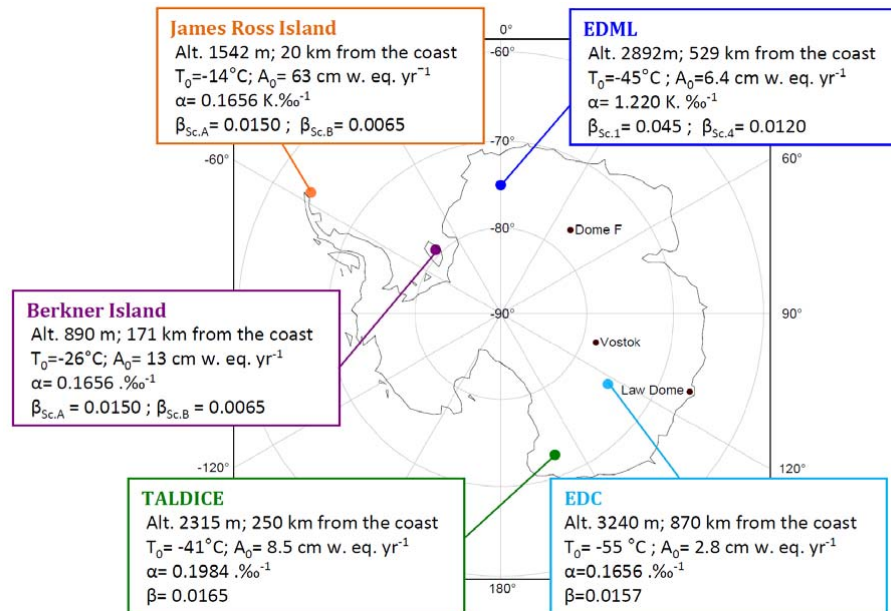 James Ross Island
Alt. 1542 m; 20 km from the coast
T₀=-14°C; A₀= 63 cm w. eq. yr⁻¹
α= 0.1656 K.‰⁻¹
β_Sc.A = 0.0150 ; β_Sc.B = 0.0065
EDML
Alt. 2892m; 529 km from the coast
T₀=-45°C ; A₀=6.4 cm w. eq. yr⁻¹
α= 1.220 K. ‰⁻¹
β_Sc.1 = 0.045 ; β_Sc.4 = 0.0120
0°
-60°
-60°
60°
-70°
-80°
Dome F
-90°
90°
Vostok
Law Dome
Berkner Island
Alt. 890 m; 171 km from the coast
T₀=-26°C; A₀= 13 cm w. eq. yr⁻¹
α= 0.1656 .‰⁻¹
β_Sc.A = 0.0150 ; β_Sc.B = 0.0065
-120°
120°
TALDICE
Alt. 2315 m; 250 km from the coast
T₀= -41°C; A₀= 8.5 cm w. eq. yr⁻¹
α= 0.1984 .‰⁻¹
β= 0.0165
EDC
Alt. 3240 m; 870 km from the coast
T₀= -55 °C ; A₀= 2.8 cm w. eq. yr⁻¹
α=0.1656 .‰⁻¹
β=0.0157
180°